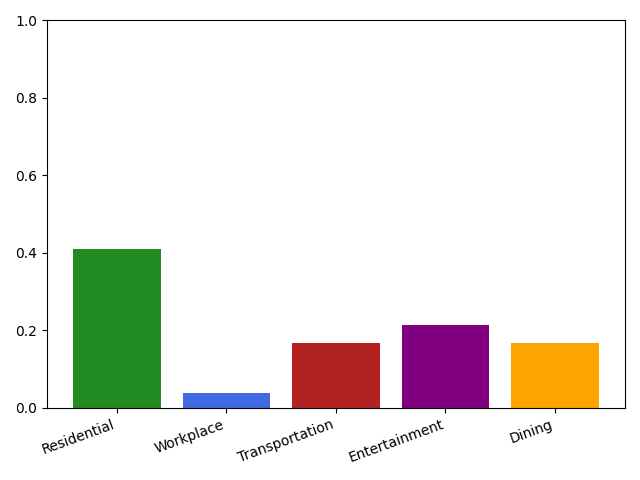 1.0
0.8
0.6
0.4
0.2
0.0
Residential
Workplace
Transportation
Entertainment
Dining